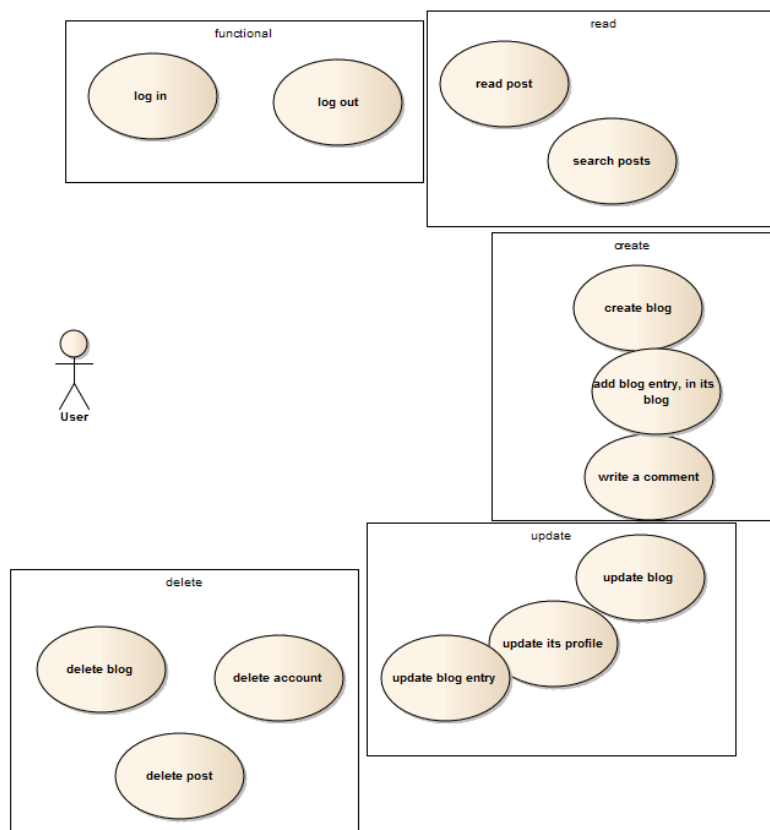 functional
log in
log out
read
read post
search posts
create
create blog
add blog entry, in its
blog
write a comment
User
update
update blog
update its profile
update blog entry
delete
delete blog
delete account
delete post